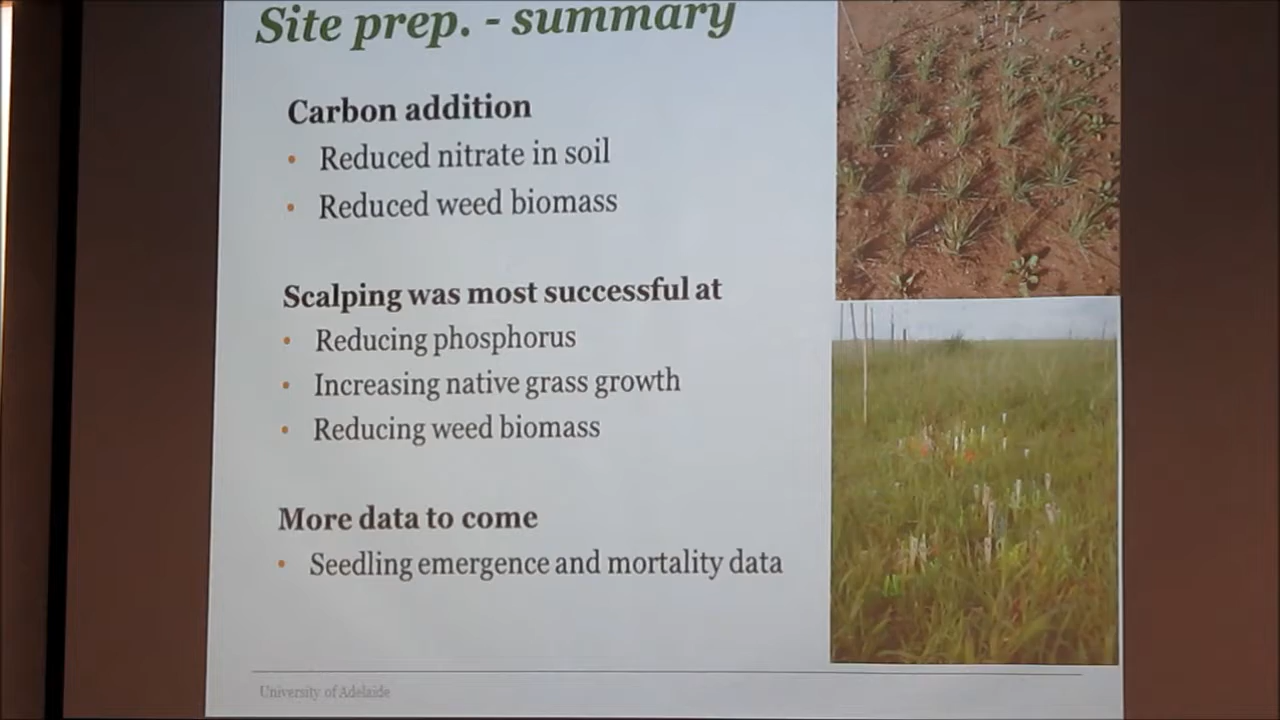 Site prep. - summary
Carbon addition
• Reduced nitrate in soil
• Reduced weed biomass
Scalping was most successful at
• Reducing phosphorus
• Increasing native grass growth
• Reducing weed biomass
More data to come
• Seedling emergence and mortality data
University of Adelaide